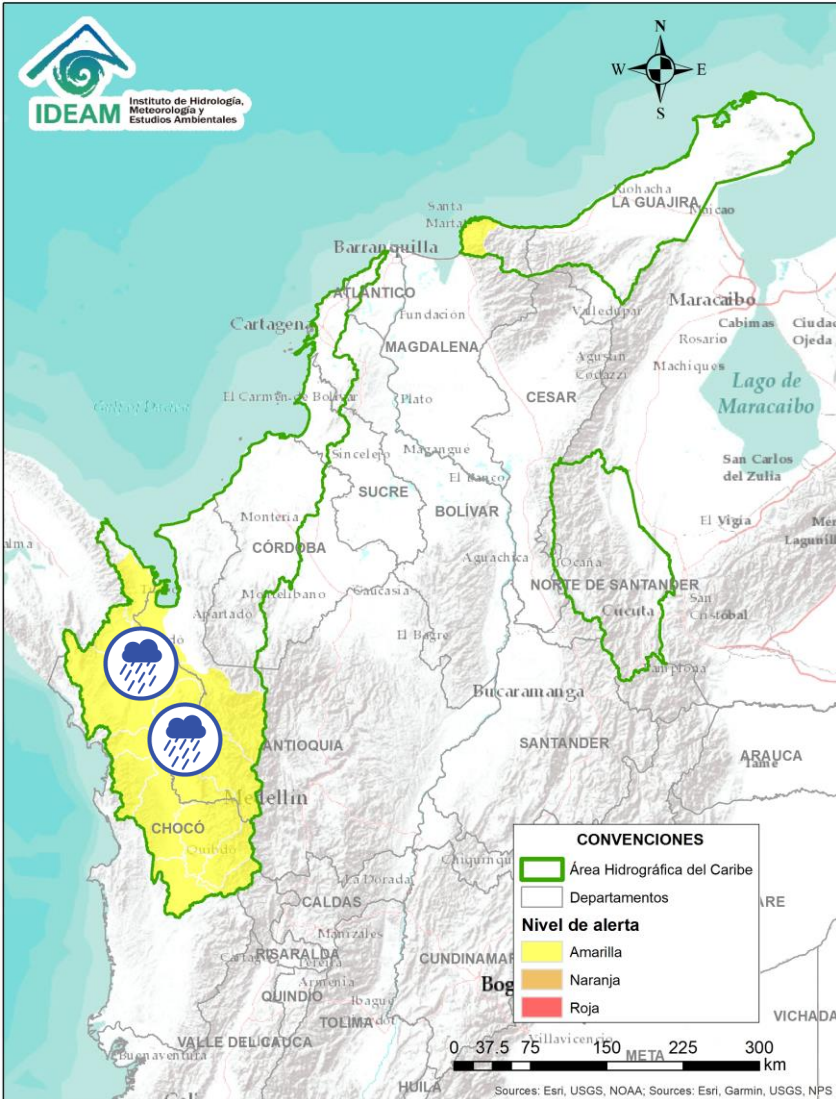 IDEAM
Instituto de Hidrología,
Meteorología y
Estudios Ambientales
N
W
E
S
Riohacha
LA GUAJIRA
Maicao
Santa
Marta
Barranquilla
ATLÁNTICO
Maracaibo
Cabimas
Ciudad
Ojeda
Fundación
Valledupar
Rosario
Cartagena
MAGDALENA
Machiques
Agustín
Codazzi
Lago de
Maracaibo
El Carmen de Bolívar
Plato
CESAR
Sincelejo
Magangué
San Carlos
del Zulia
El Banco
SUCRE
BOLÍVAR
Montería
El Vigía
CÓRDOBA
Aguachica
Ocaña
NORTE DE SANTANDER
Montelíbano
Caucasia
Apartadó
Cúcuta
San
Cristóbal
El Bagre
Pamplona
Bucaramanga
ANTIOQUIA
SANTANDER
ARAUCA
Tame
Medellín
CHOCÓ
Quibdó
La Dorada
CALDAS
Manizales
RISARALDA
Pereira
Armenia
QUINDÍO
Ibagué
TOLIMA
VALLE DEL CAUCA
Buenaventura
HUILA
Villavicencio
META
VICHADA
CONVENCIONES
Área Hidrográfica del Caribe
Departamentos
Nivel de alerta
Amarilla
Naranja
Roja
0 37.5 75 150 225 300
km
Sources: Esri, USGS, NOAA; Sources: Esri, Garmin, USGS, NPS